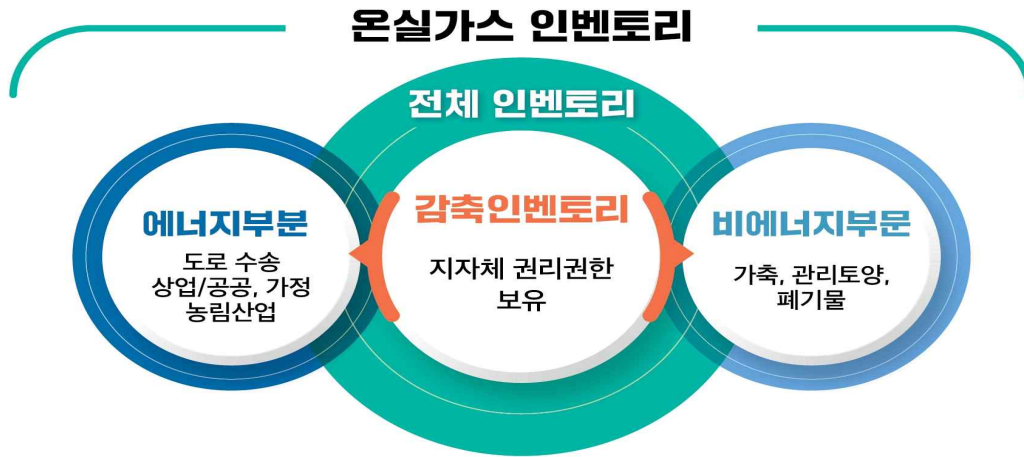 온실가스 인벤토리
전체 인벤토리
에너지부분
도로 수송
상업/공공, 가정
농림산업
감축인벤토리
지자체 권리권한
보유
비에너지부문
가축, 관리토양,
폐기물